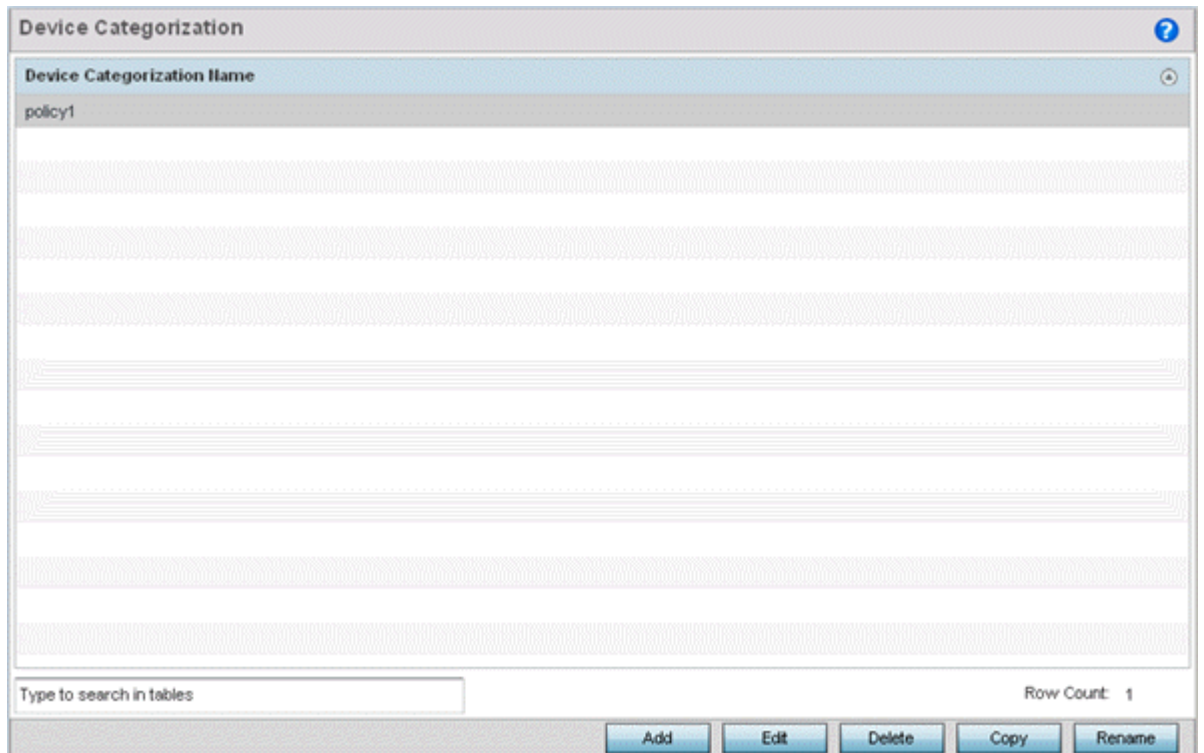 Device Categorization
?
Device Categorization Name
policy1
Type to search in tables
Row Count: 1
Add
Edit
Delete
Copy
Rename